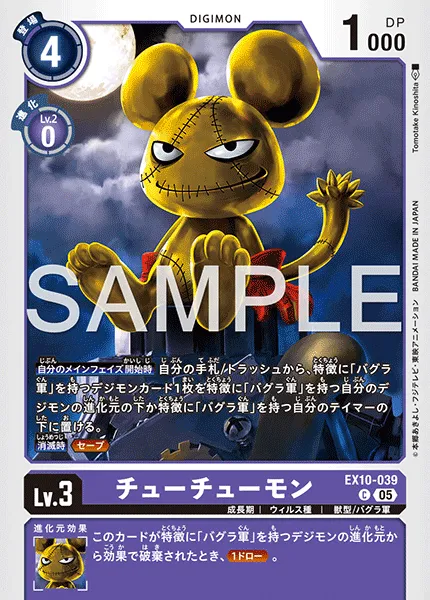 登場
4
DIGIMON
1000
DP
進化
Lv.2
0
Tomotake Kinoshita
BANDAI MADE IN JAPAN
©本郷あきよし・フジテレビ・東映アニメーション
SAMPLE
自分のメインフェイズ開始時 自分の手札/トラッシュから、特徴に「バグラ
軍」を持つデジモンカード1枚を特徴に「バグラ軍」を持つ自分のデ
ジモンの進化元の下か特徴に「バグラ軍」を持つ自分のテイマーの
下に置ける。
消滅時 セーブ
Lv.3
チューチューモン
EX10-039
C 05
成長期 | ウィルス種 | 獣型/バグラ軍
進化元効果
このカードが特徴に「バグラ軍」を持つデジモンの進化元か
ら効果で破棄されたとき、1ドロー。